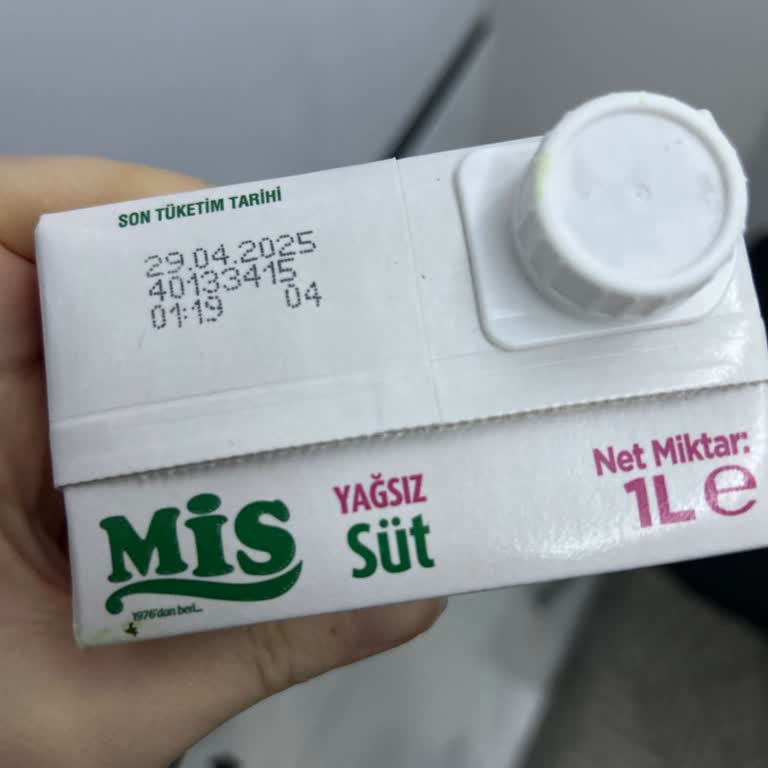 SON TÜKETİM TARİHİ
29.04.2025
40133415
01:19 04
MİS
1976'dan beri...
YAĞSIZ
Süt
Net Miktar:
1L e